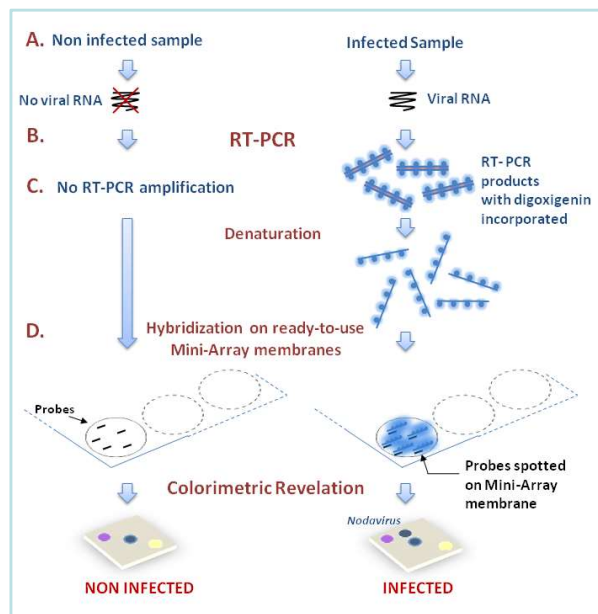 A. Non infected sample
Infected Sample
No viral RNA
Viral RNA
B.
RT-PCR
RT- PCR
products
with digoxigenin
incorporated
C. No RT-PCR amplification
Denaturation
D.
Hybridization on ready-to-use
Mini-Array membranes
Probes
Probes spotted
on Mini-Array
membrane
Colorimetric Revelation
Nodavirus
NON INFECTED
INFECTED